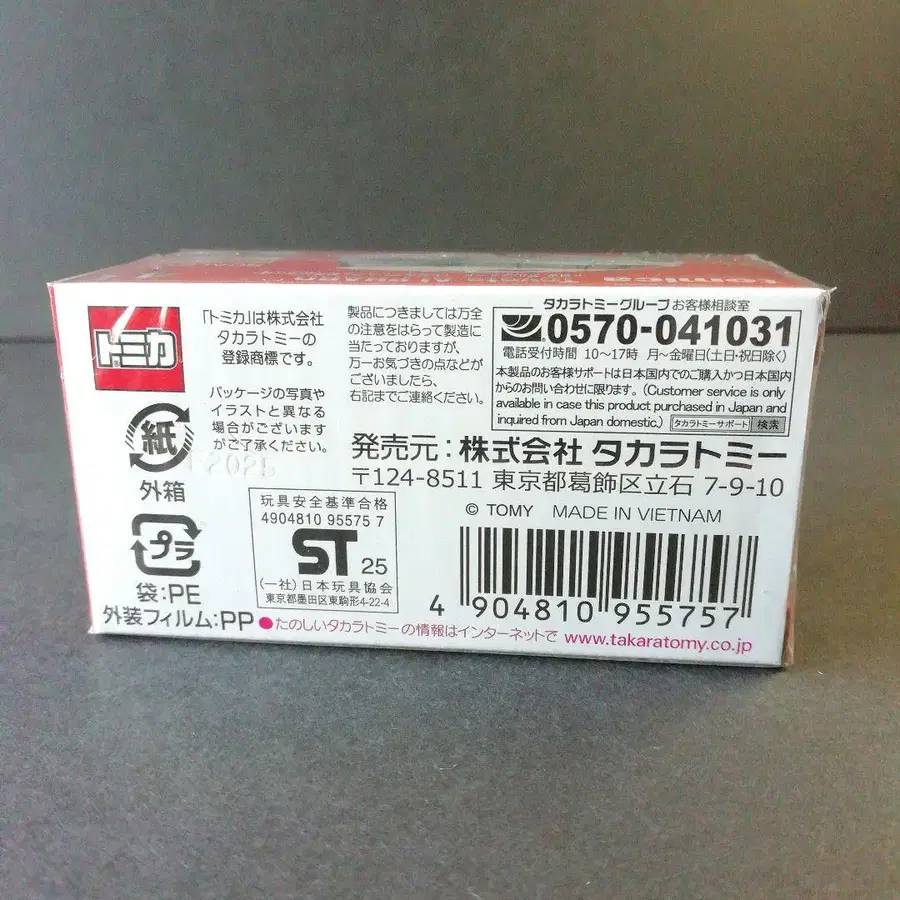 tomica
トミカ
「トミカ」は株式会社
タカラトミーの
登録商標です。
パッケージの写真や
イラストと異なる
場合がございます
がご了承ください。
2025
紙
外箱
プラ
袋:PE
外装フィルム:PP
製品につきましては万全
の注意をはらって製造に
当たっておりますが、
万一お気づきの点などが
ございましたら、
右記までご連絡ください。
タカラトミーグループ お客様相談室
0570-041031
電話受付時間 10〜17時 月〜金曜日(土日・祝日除く)
本製品のお客様サポートは日本国内でのご購入かつ日本国内
からのお問い合わせに限ります。(Customer service is only
available in case this product purchased in Japan and
inquired from Japan domestic.) タカラトミーサポート 検索
発売元:株式会社 タカラトミー
〒124-8511 東京都葛飾区立石 7-9-10
© TOMY MADE IN VIETNAM
玩具安全基準合格
4904810 95575 7
ST 25
(一社)日本玩具協会
東京都墨田区東駒形4-22-4
4 904810 955757
●たのしいタカラトミーの情報はインターネットで www.takaratomy.co.jp